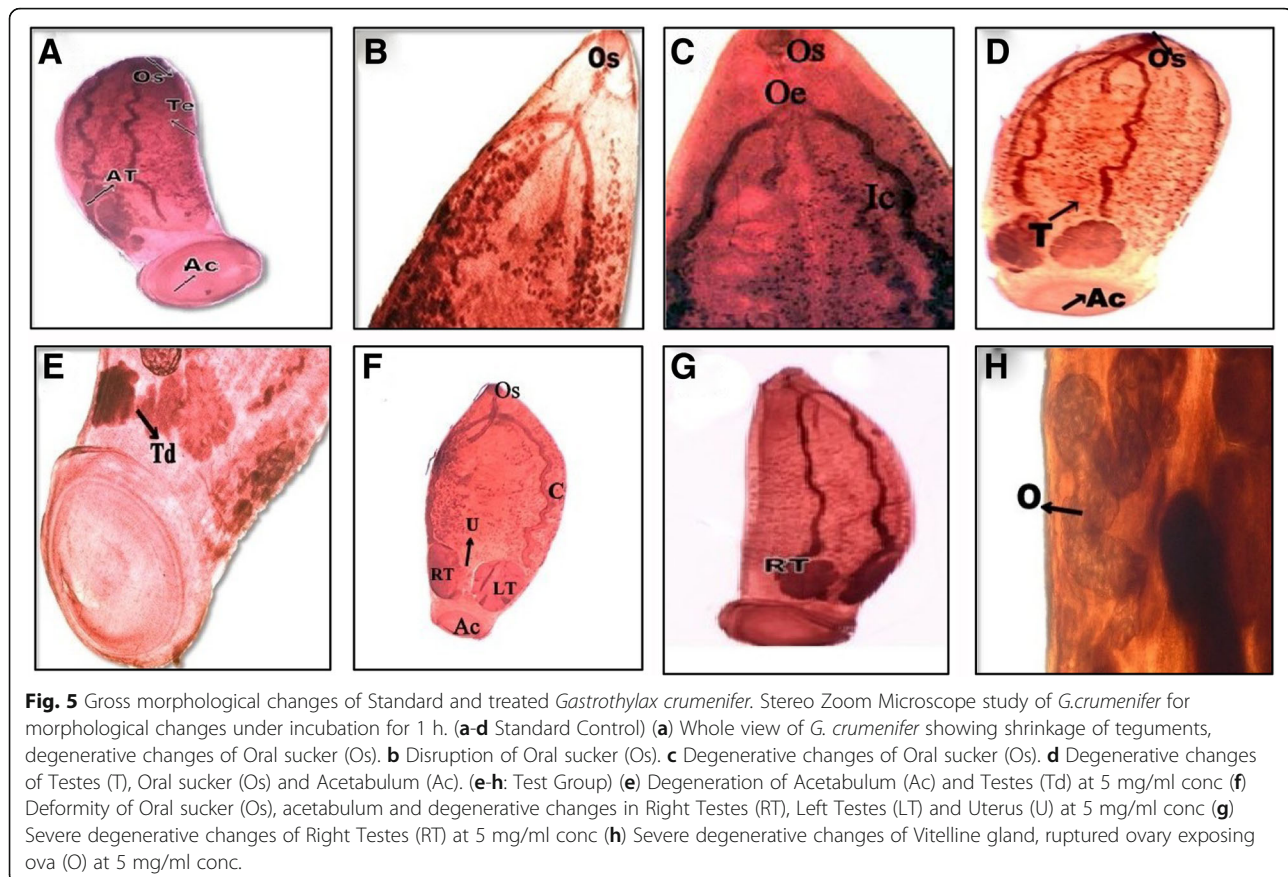 A
Os
Te
AT
Ac
B
Os
C
Os
Oe
Ic
D
Os
T
Ac
E
Td
F
Os
C
U
RT
LT
Ac
G
RT
H
O
Fig. 5 Gross morphological changes of Standard and treated Gastrothylax crumenifer. Stereo Zoom Microscope study of G.crumenifer for
morphological changes under incubation for 1 h. (a-d Standard Control) (a) Whole view of G. crumenifer showing shrinkage of teguments,
degenerative changes of Oral sucker (Os). b Disruption of Oral sucker (Os). c Degenerative changes of Oral sucker (Os). d Degenerative changes
of Testes (T), Oral sucker (Os) and Acetabulum (Ac). (e-h: Test Group) (e) Degeneration of Acetabulum (Ac) and Testes (Td) at 5 mg/ml conc (f)
Deformity of Oral sucker (Os), acetabulum and degenerative changes in Right Testes (RT), Left Testes (LT) and Uterus (U) at 5 mg/ml conc (g)
Severe degenerative changes of Right Testes (RT) at 5 mg/ml conc (h) Severe degenerative changes of Vitelline gland, ruptured ovary exposing
ova (O) at 5 mg/ml conc.